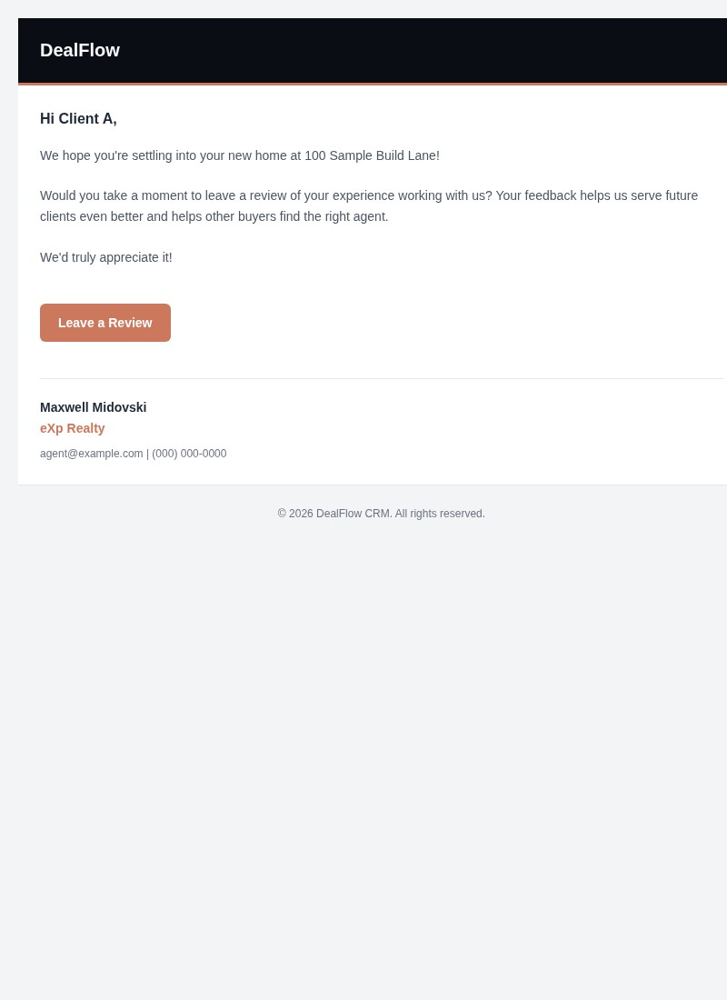 DealFlow
Hi Client A,
We hope you're settling into your new home at 100 Sample Build Lane!
Would you take a moment to leave a review of your experience working with us? Your feedback helps us serve future
clients even better and helps other buyers find the right agent.
We'd truly appreciate it!
Leave a Review
Maxwell Midovski
eXp Realty
agent@example.com | (000) 000-0000
© 2026 DealFlow CRM. All rights reserved.